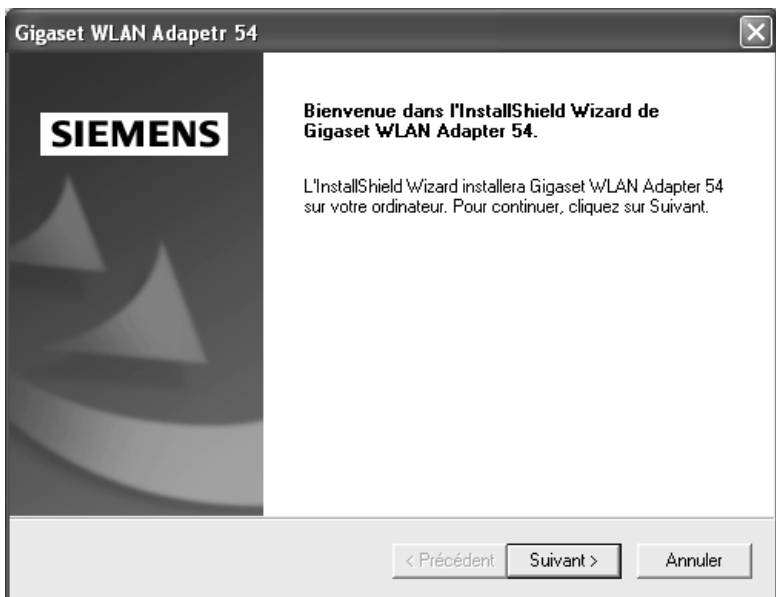 Gigaset WLAN Adapetr 54
SIEMENS
Bienvenue dans l'InstallShield Wizard de
Gigaset WLAN Adapter 54.
L'InstallShield Wizard installera Gigaset WLAN Adapter 54
sur votre ordinateur. Pour continuer, cliquez sur Suivant.
< Précédent
Suivant >
Annuler